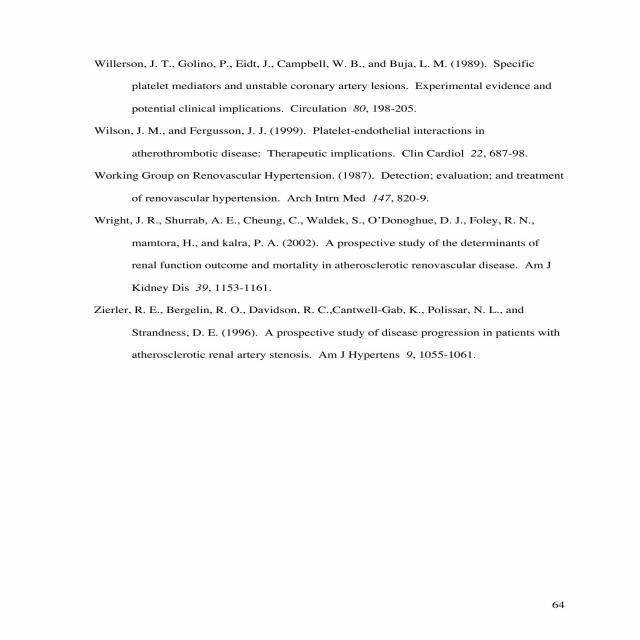 Willerson, J. T., Golino, P., Eidt, J., Campbell, W. B., and Buja, L. M. (1989). Specific
platelet mediators and unstable coronary artery lesions. Experimental evidence and
potential clinical implications. Circulation 80, 198-205.
Wilson, J. M., and Fergusson, J. J. (1999). Platelet-endothelial interactions in
atherothrombotic disease: Therapeutic implications. Clin Cardiol 22, 687-98.
Working Group on Renovascular Hypertension. (1987). Detection; evaluation; and treatment
of renovascular hypertension. Arch Intrn Med 147, 820-9.
Wright, J. R., Shurrab, A. E., Cheung, C., Waldek, S., O’Donoghue, D. J., Foley, R. N.,
mamtora, H., and kalra, P. A. (2002). A prospective study of the determinants of
renal function outcome and mortality in atherosclerotic renovascular disease. Am J
Kidney Dis 39, 1153-1161.
Zierler, R. E., Bergelin, R. O., Davidson, R. C.,Cantwell-Gab, K., Polissar, N. L., and
Strandness, D. E. (1996). A prospective study of disease progression in patients with
atherosclerotic renal artery stenosis. Am J Hypertens 9, 1055-1061.
64